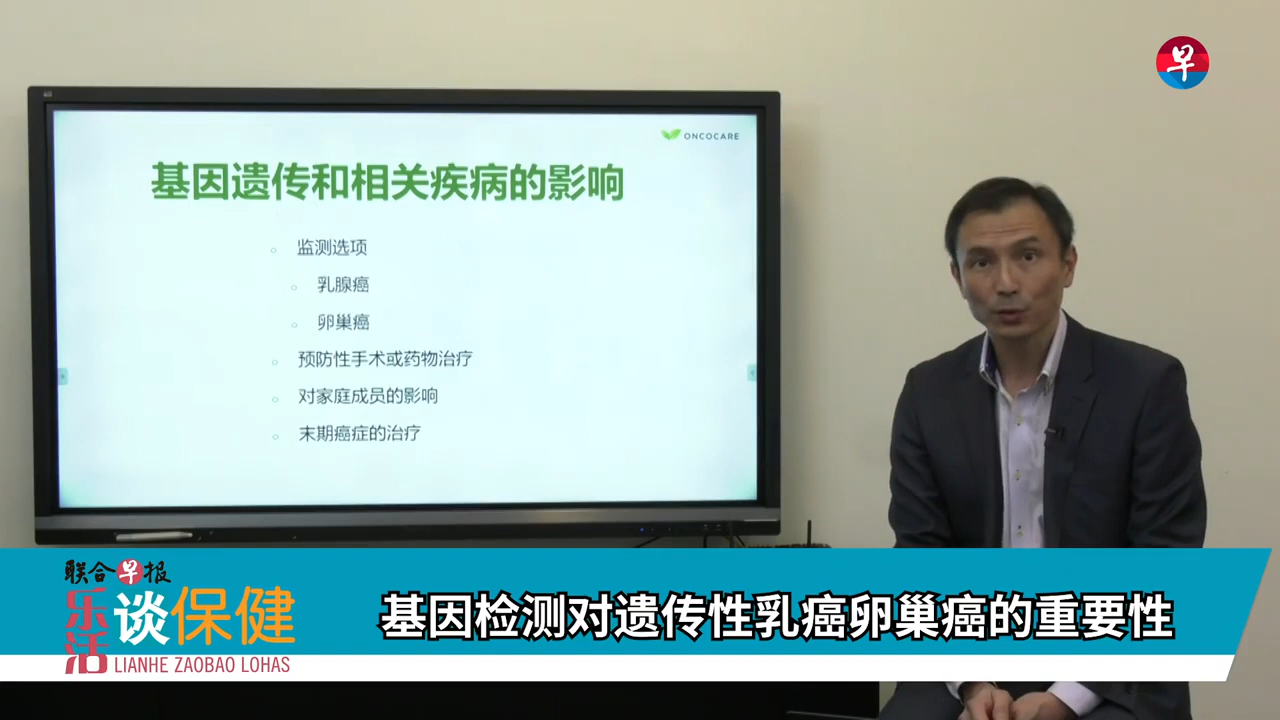 早
ONCOCARE
基因遗传和相关疾病的影响
监测选项
乳腺癌
卵巢癌
预防性手术或药物治疗
对家庭成员的影响
末期癌症的治疗
联合早报
乐活
谈保健
LIANHE ZAOBAO LOHAS
基因检测对遗传性乳癌卵巢癌的重要性